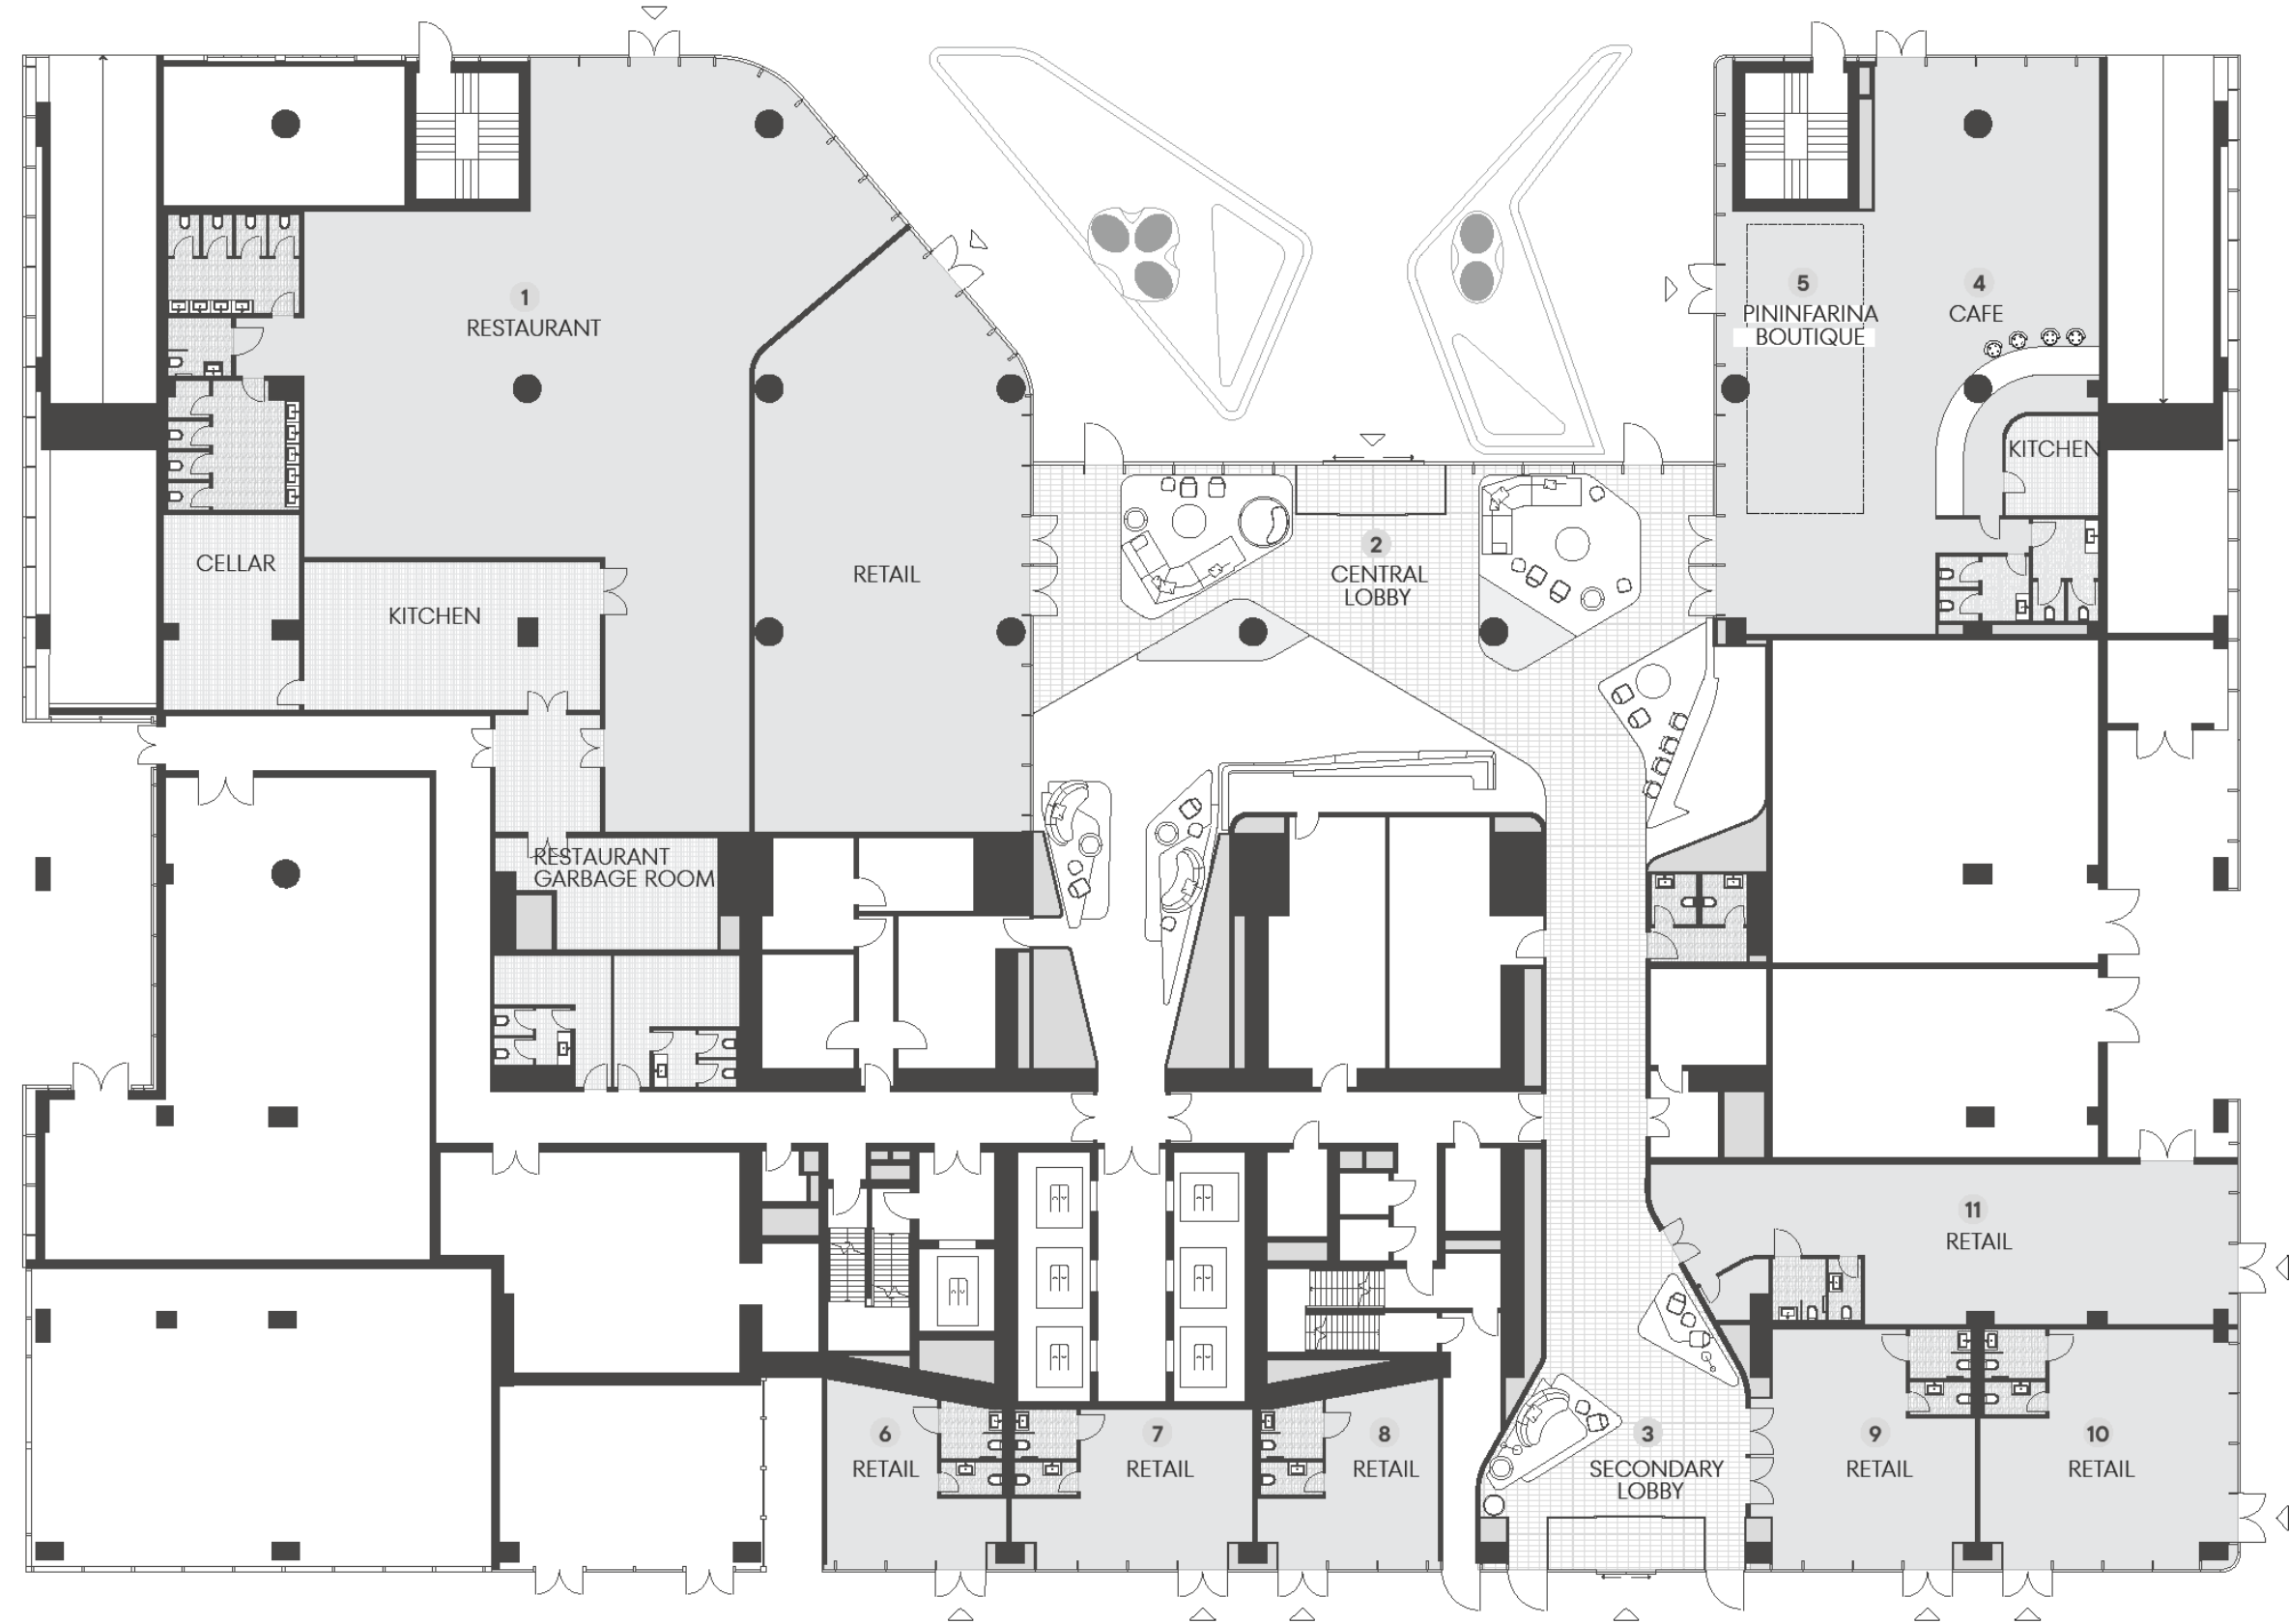 1
RESTAURANT
5
PININFARINA
BOUTIQUE
4
CAFE
KITCHEN
CELLAR
KITCHEN
RETAIL
2
CENTRAL
LOBBY
RESTAURANT
GARBAGE ROOM
11
RETAIL
6
RETAIL
7
RETAIL
8
RETAIL
3
SECONDARY
LOBBY
9
RETAIL
10
RETAIL